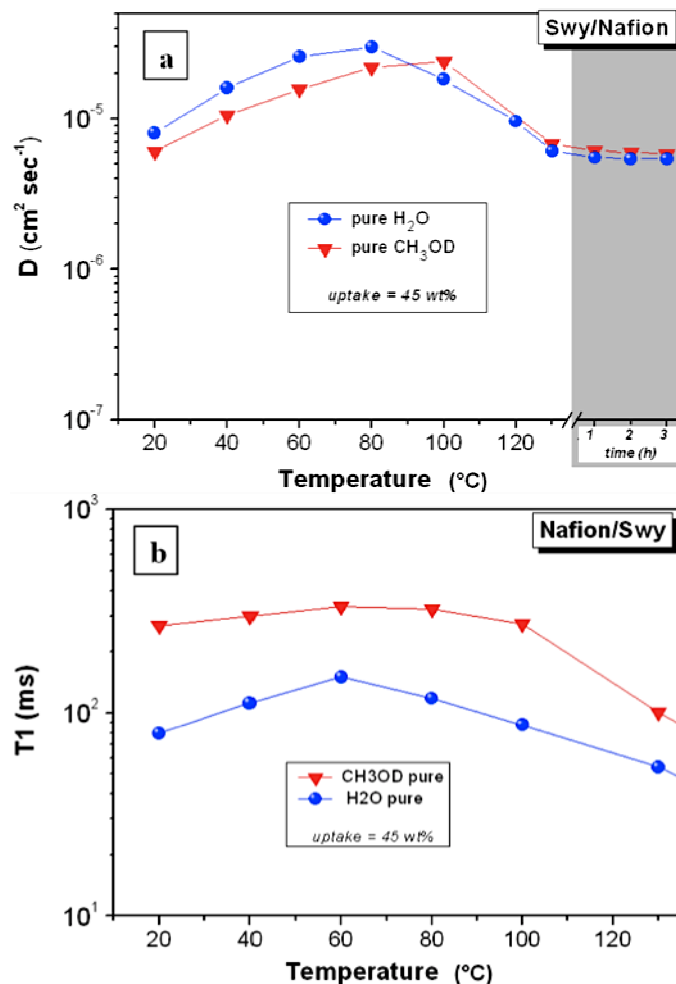 a
Swy/Nafion
10⁻⁵
10⁻⁶
10⁻⁷
D (cm² sec⁻¹)
pure H₂O
pure CH₃OD
uptake = 45 wt%
20 40 60 80 100 120 1 2 3
time (h)
Temperature (°C)
b
Nafion/Swy
10³
10²
10¹
T1 (ms)
CH3OD pure
H2O pure
uptake = 45 wt%
20 40 60 80 100 120
Temperature (°C)